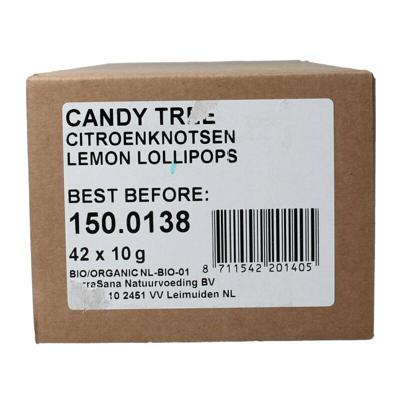 CANDY TREE
CITROENKNOTSEN
LEMON LOLLIPOPS
BEST BEFORE:
150.0138
42 x 10 g
BIO/ORGANIC NL-BIO-01
8 711542 201405
Natuurvoeding BV
10 2451 VV Leimuiden NL